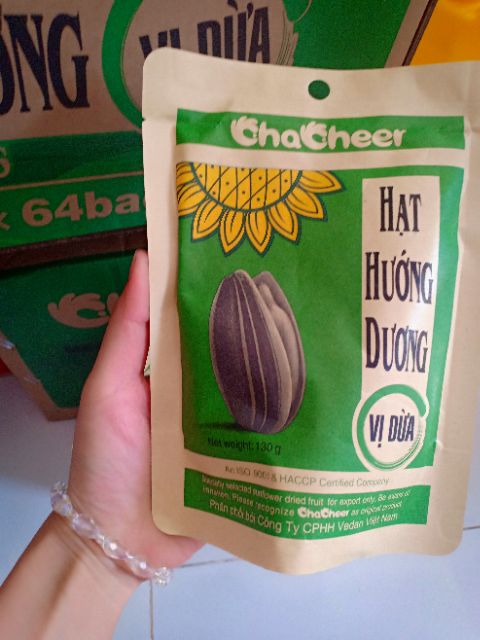 ỚNG
VỊ DỪA
x 64ba
ChaCheer
HẠT
HƯỚNG
DƯƠNG
VỊ DỪA
Net weight: 130 g
An ISO 9001 & HACCP Certified Company
Specially selected sunflower dried fruit for export only. Be aware of
imitation. Please recognize ChaCheer as original product.
Phân phối bởi Công Ty CPHH Vedan Việt Nam